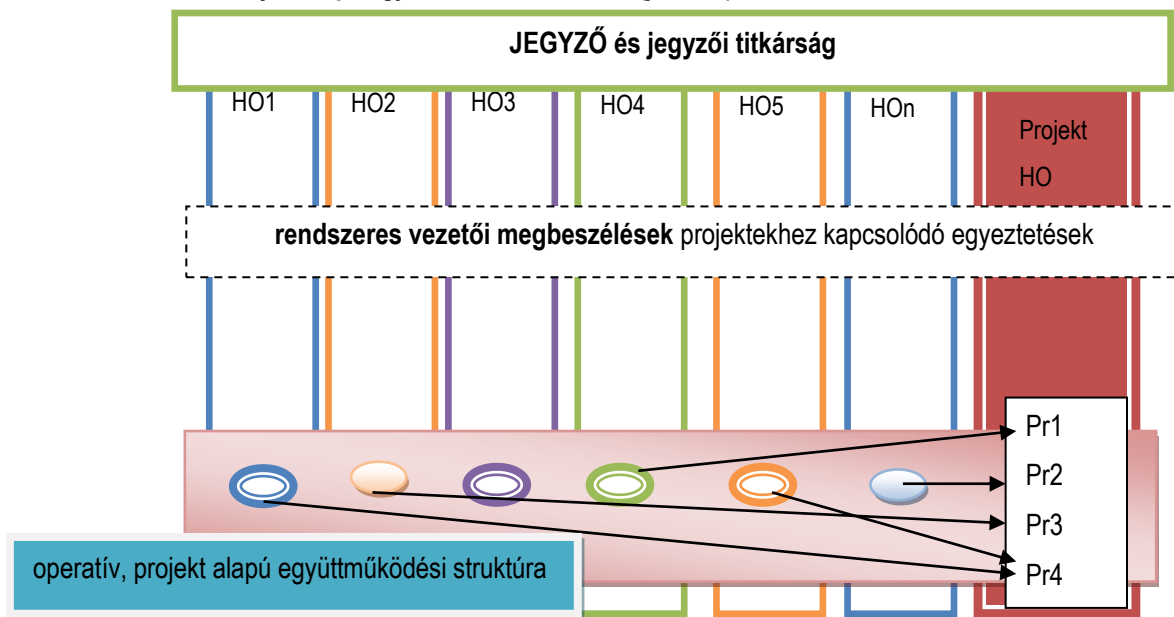 JEGYZŐ és jegyzői titkárság
HO1
HO2
HO3
HO4
HO5
HOn
Projekt
HO
rendszeres vezetői megbeszélések projektekhez kapcsolódó egyeztetések
Pr1
Pr2
Pr3
Pr4
operatív, projekt alapú együttműködési struktúra